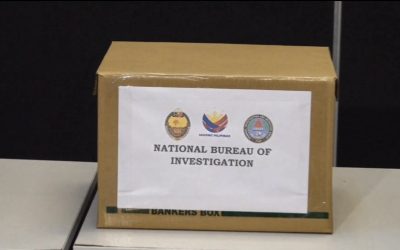 NATIONAL BUREAU OF
INVESTIGATION
BANKERS BOX